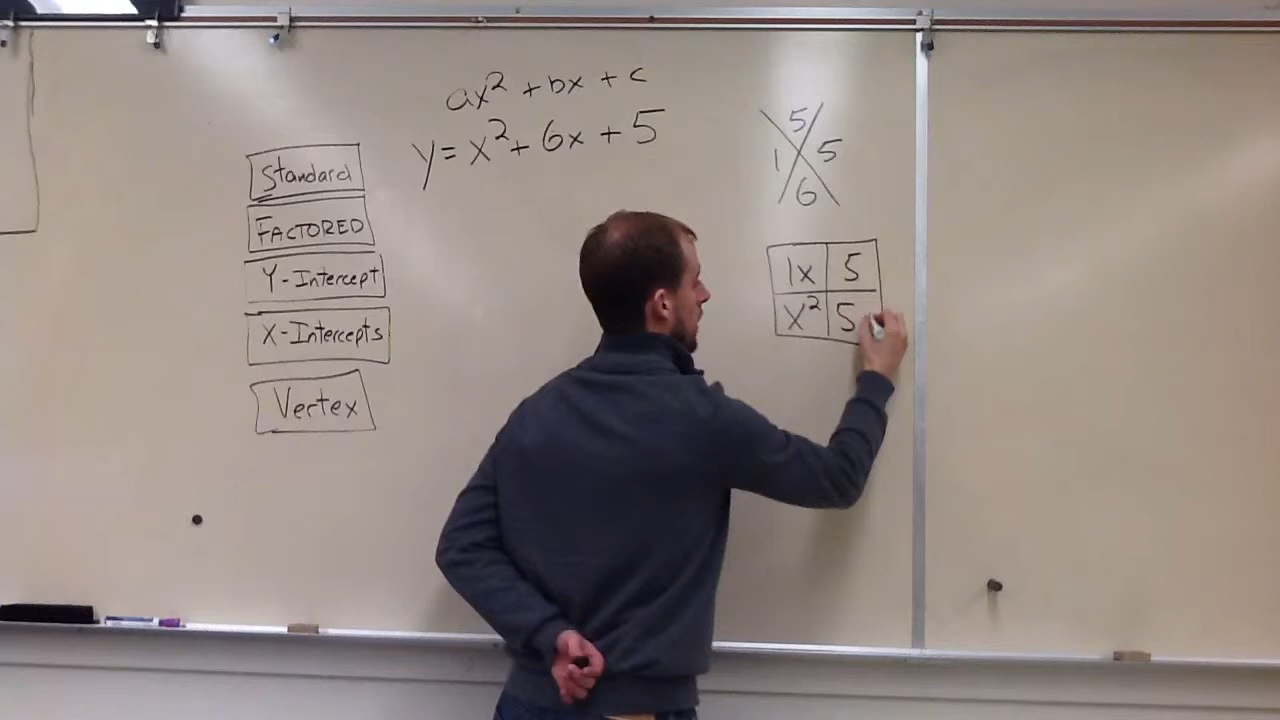 ax² + bx + c
y = x² + 6x + 5
Standard
FACTORED
Y-Intercept
X-Intercepts
Vertex
5
1 5
6
1x 5
x² 5